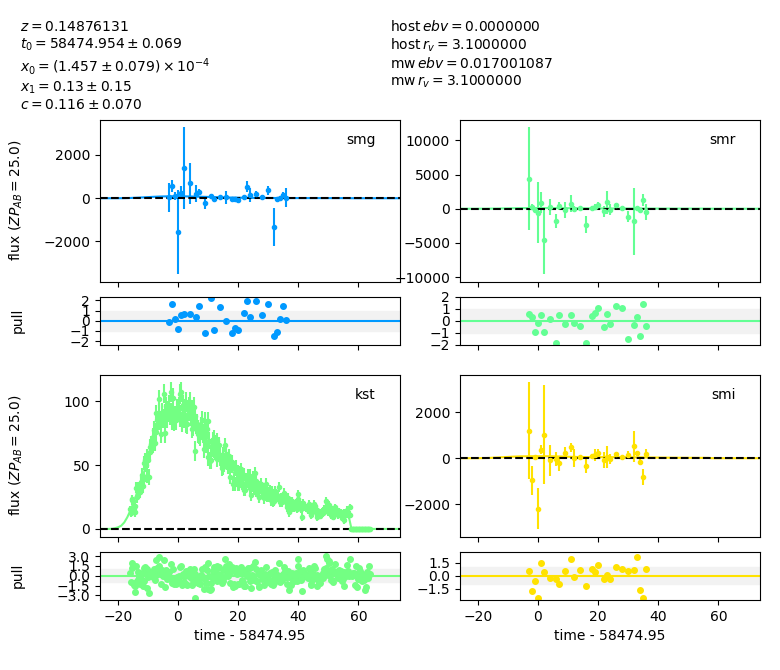 z = 0.14876131
t₀ = 58474.954 ± 0.069
x₀ = (1.457 ± 0.079) × 10⁻⁴
x₁ = 0.13 ± 0.15
c = 0.116 ± 0.070
host ebv = 0.0000000
host r_v = 3.1000000
mw ebv = 0.017001087
mw r_v = 3.1000000
smg
flux (ZP_AB = 25.0)
2000
0
−2000
smr
10000
5000
0
−5000
−10000
pull
2
1
0
−1
−2
2
1
0
−1
−2
kst
flux (ZP_AB = 25.0)
100
50
0
smi
2000
0
−2000
pull
3.0
1.5
0.0
−1.5
−3.0
1.5
0.0
−1.5
−20 0 20 40 60
time - 58474.95
−20 0 20 40 60
time - 58474.95